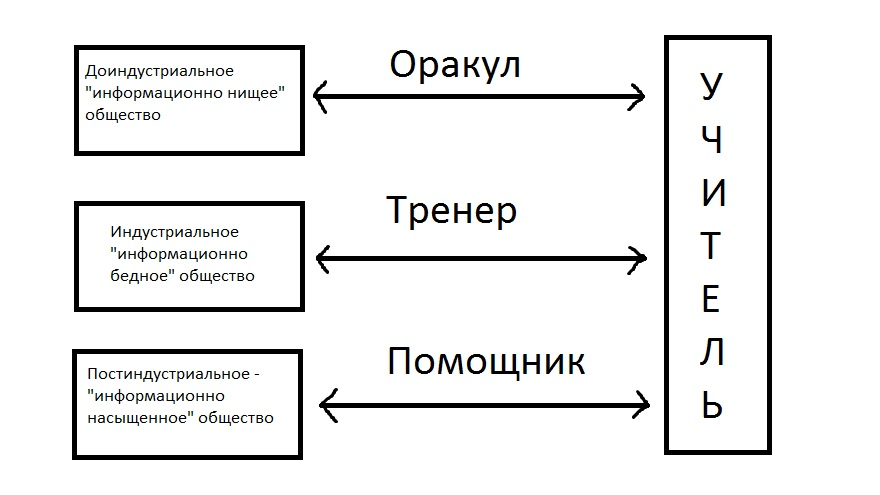 Доиндустриальное
"информационно нищее"
общество
Оракул
Индустриальное
"информационно
бедное" общество
Тренер
Постиндустриальное -
"информационно
насыщенное" общество
Помощник
У
Ч
И
Т
Е
Л
Ь